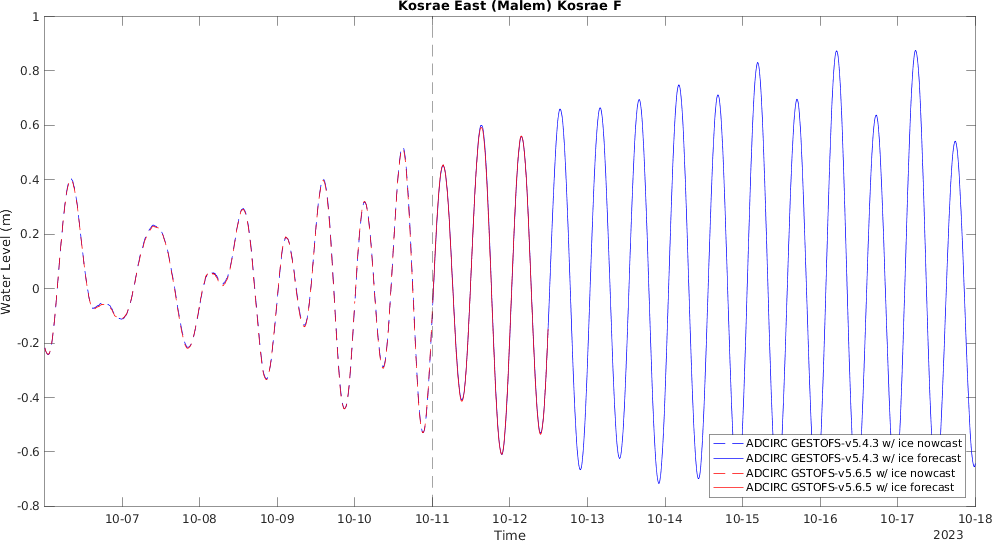 Kosrae East (Malem) Kosrae F
1
0.8
0.6
0.4
0.2
0
-0.2
-0.4
-0.6
-0.8
Water Level (m)
ADCIRC GESTOFS-v5.4.3 w/ ice nowcast
ADCIRC GESTOFS-v5.4.3 w/ ice forecast
ADCIRC GSTOFS-v5.6.5 w/ ice nowcast
ADCIRC GSTOFS-v5.6.5 w/ ice forecast
10-07 10-08 10-09 10-10 10-11 10-12 10-13 10-14 10-15 10-16 10-17 10-18
Time
2023